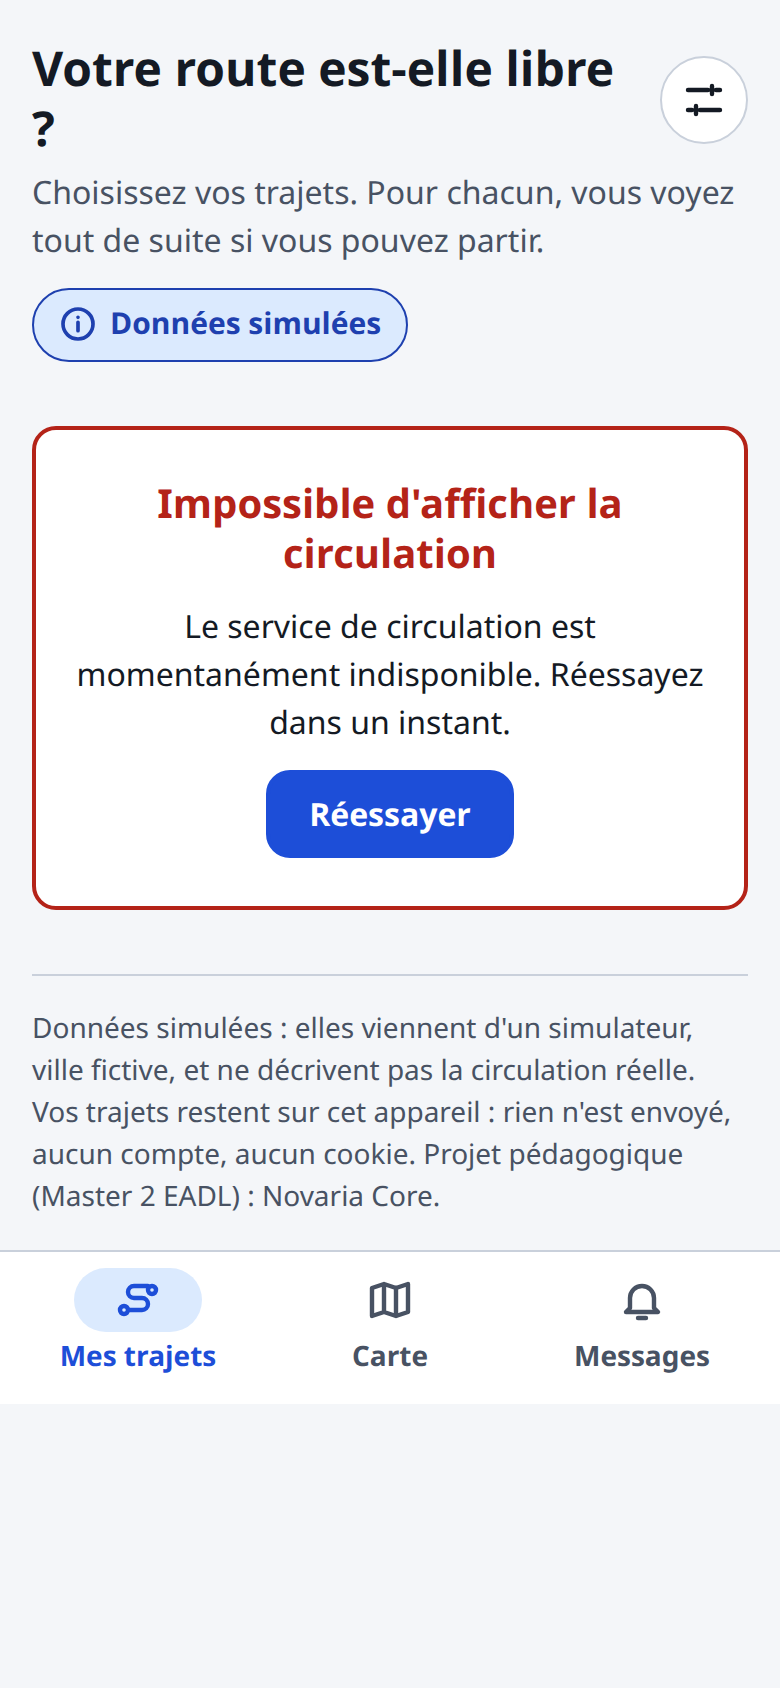 Votre route est-elle libre
?
Choisissez vos trajets. Pour chacun, vous voyez
tout de suite si vous pouvez partir.
Données simulées
Impossible d'afficher la
circulation
Le service de circulation est
momentanément indisponible. Réessayez
dans un instant.
Réessayer
Données simulées : elles viennent d'un simulateur,
ville fictive, et ne décrivent pas la circulation réelle.
Vos trajets restent sur cet appareil : rien n'est envoyé,
aucun compte, aucun cookie. Projet pédagogique
(Master 2 EADL) : Novaria Core.
Mes trajets
Carte
Messages